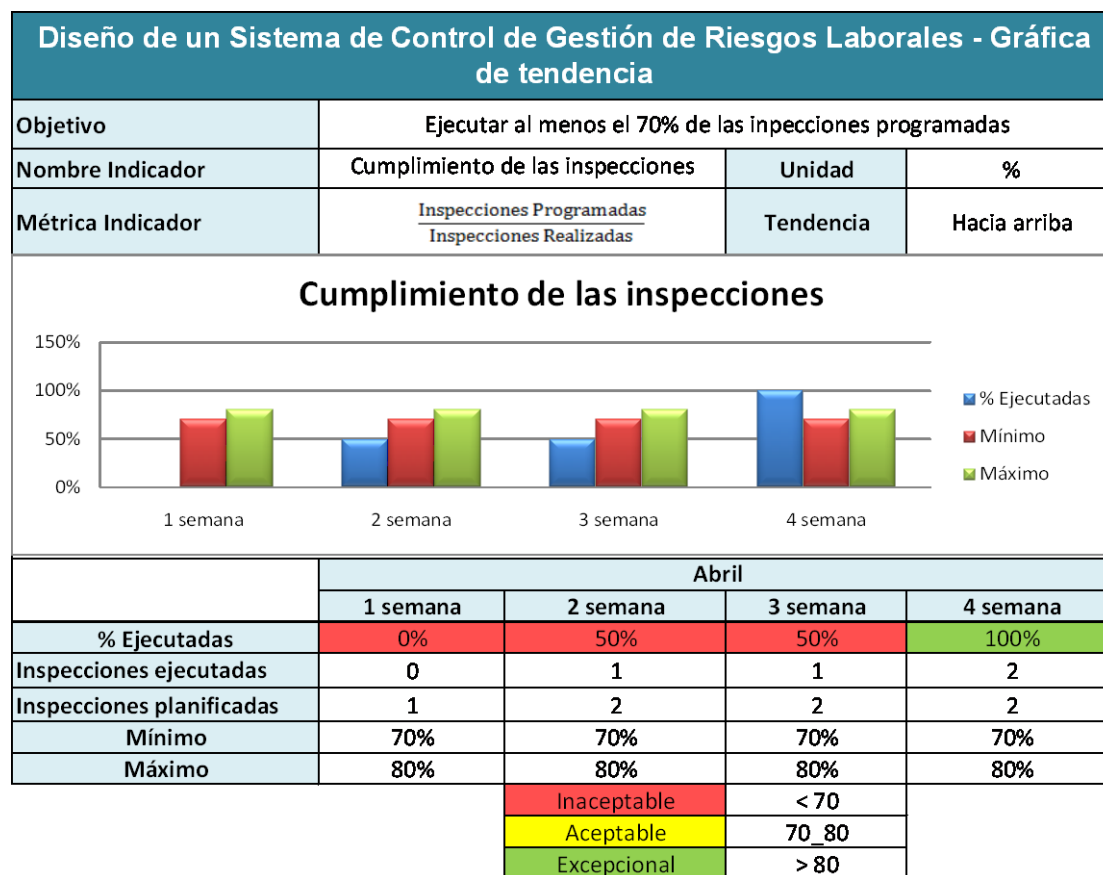 Diseño de un Sistema de Control de Gestión de Riesgos Laborales - Gráfica
de tendencia
Objetivo Ejecutar al menos el 70% de las inpecciones programadas
Nombre Indicador Cumplimiento de las inspecciones Unidad %
Métrica Indicador Inspecciones Programadas Tendencia Hacia arriba
Inspecciones Realizadas
Cumplimiento de las inspecciones
150%
100%
50%
0%
1 semana 2 semana 3 semana 4 semana
% Ejecutadas
Mínimo
Máximo
Abril
1 semana 2 semana 3 semana 4 semana
% Ejecutadas 0% 50% 50% 100%
Inspecciones ejecutadas 0 1 1 2
Inspecciones planificadas 1 2 2 2
Mínimo 70% 70% 70% 70%
Máximo 80% 80% 80% 80%
Inaceptable < 70
Aceptable 70_80
Excepcional > 80